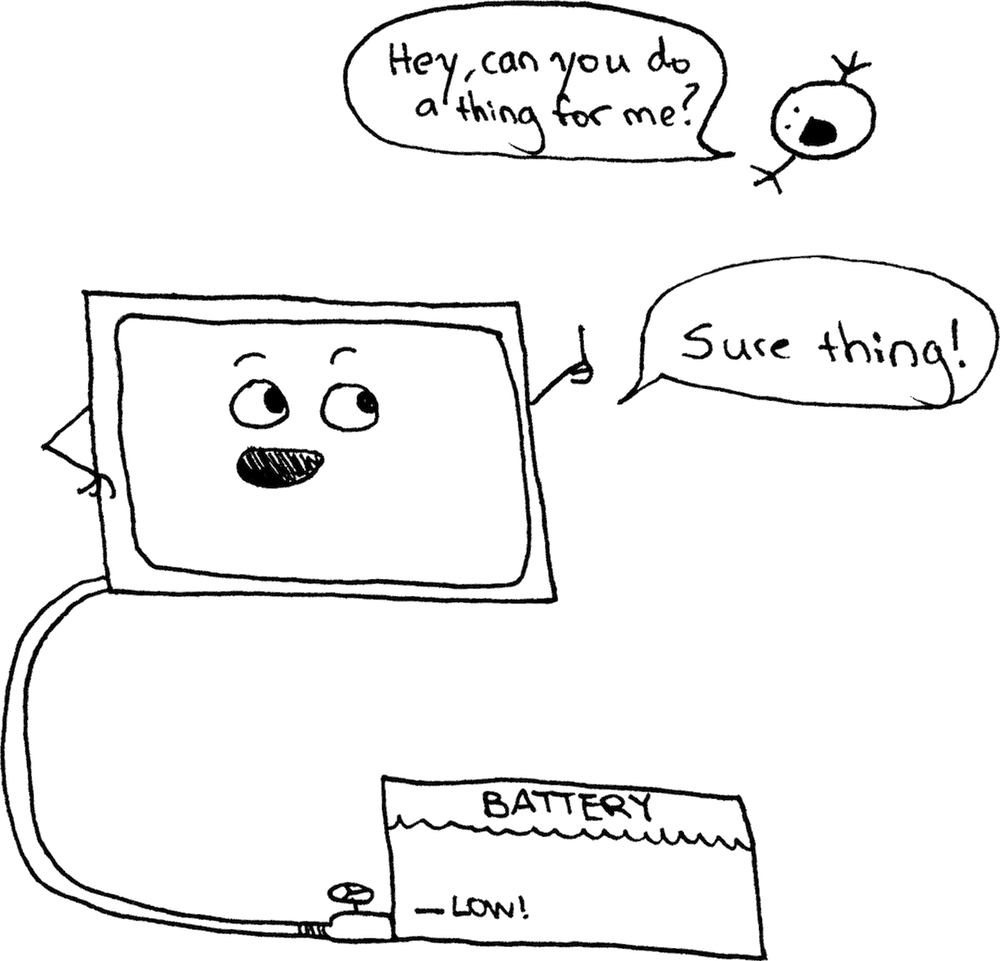 Hey, can you do
a thing for me?
Sure thing!
BATTERY
— LOW!